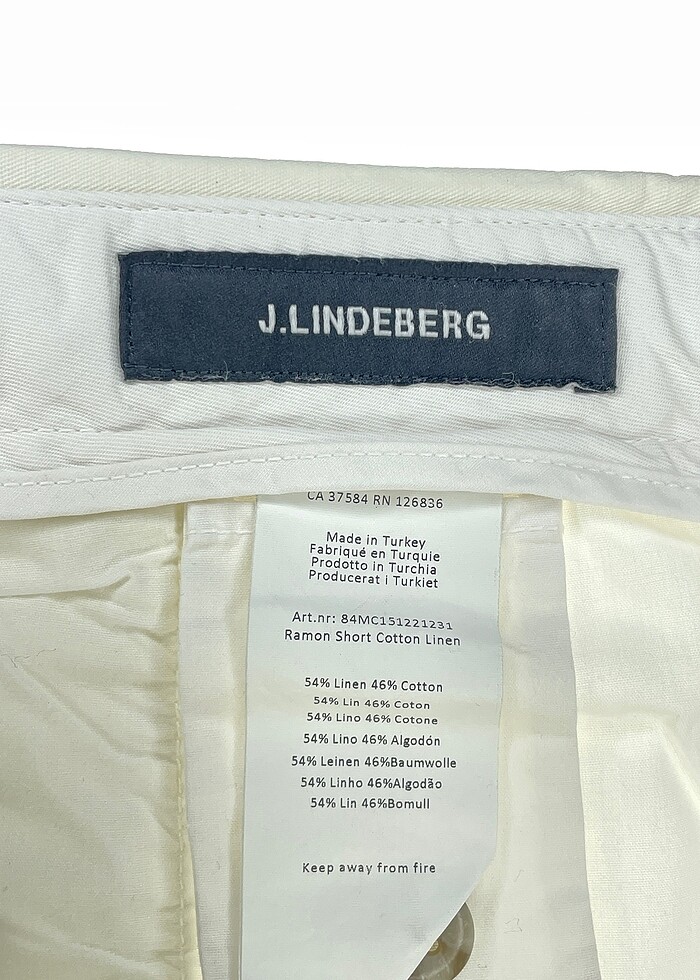 J.LINDEBERG
CA 37584 RN 126836
Made in Turkey
Fabriqué en Turquie
Prodotto in Turchia
Producerat i Turkiet
Art.nr: 84MC151221231
Ramon Short Cotton Linen
54% Linen 46% Cotton
54% Lin 46% Coton
54% Lino 46% Cotone
54% Lino 46% Algodón
54% Leinen 46%Baumwolle
54% Linho 46%Algodão
54% Lin 46%Bomull
Keep away from fire